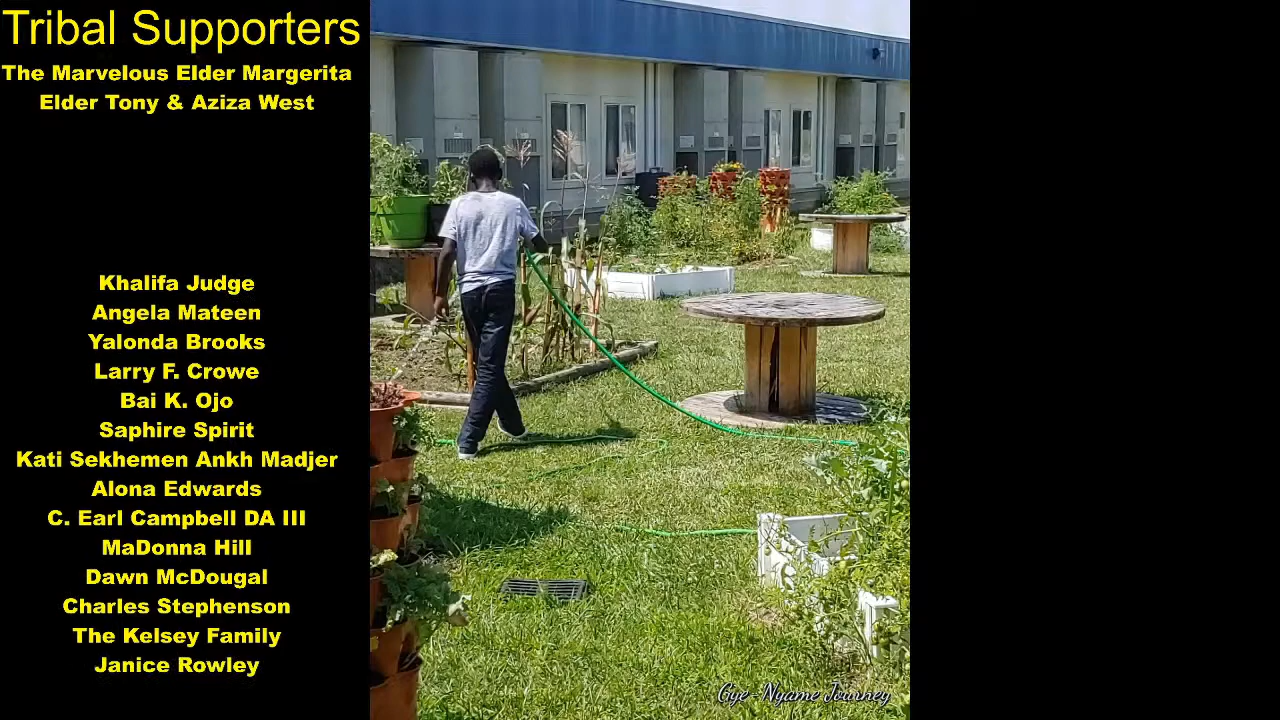 Tribal Supporters
The Marvelous Elder Margerita
Elder Tony & Aziza West
Khalifa Judge
Angela Mateen
Yalonda Brooks
Larry F. Crowe
Bai K. Ojo
Saphire Spirit
Kati Sekhemen Ankh Madjer
Alona Edwards
C. Earl Campbell DA III
MaDonna Hill
Dawn McDougal
Charles Stephenson
The Kelsey Family
Janice Rowley
Gye-Nyame Journey